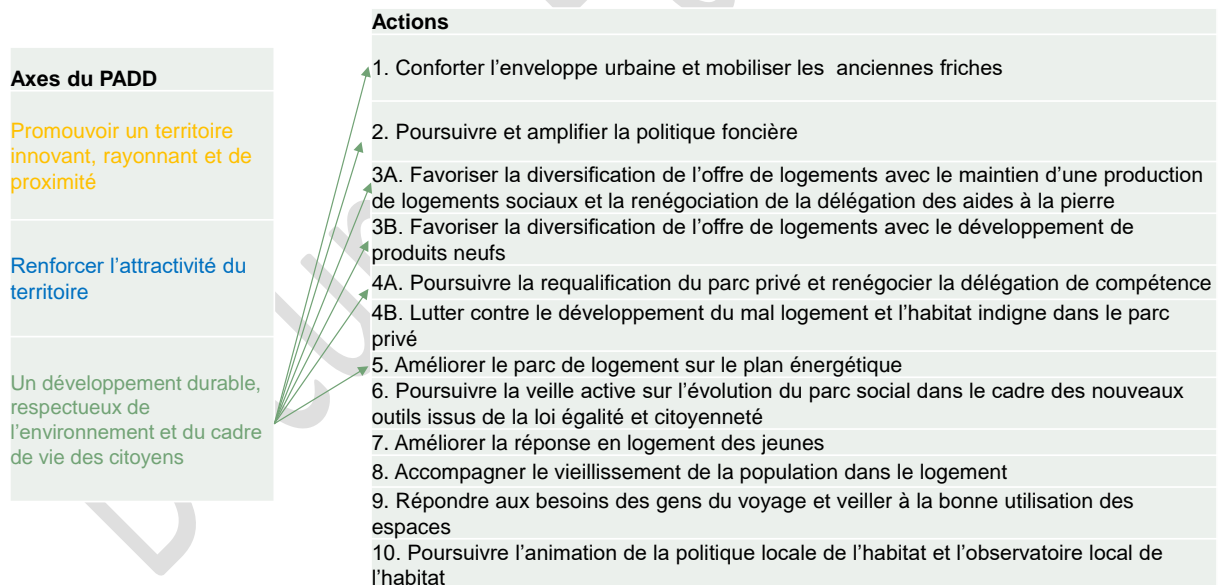 Axes du PADD
Promouvoir un territoire
innovant, rayonnant et de
proximité
Renforcer l'attractivité du
territoire
Un développement durable,
respectueux de
l'environnement et du cadre
de vie des citoyens
Actions
1. Conforter l'enveloppe urbaine et mobiliser les anciennes friches
2. Poursuivre et amplifier la politique foncière
3A. Favoriser la diversification de l'offre de logements avec le maintien d'une production
de logements sociaux et la renégociation de la délégation des aides à la pierre
3B. Favoriser la diversification de l'offre de logements avec le développement de
produits neufs
4A. Poursuivre la requalification du parc privé et renégocier la délégation de compétence
4B. Lutter contre le développement du mal logement et l'habitat indigne dans le parc
privé
5. Améliorer le parc de logement sur le plan énergétique
6. Poursuivre la veille active sur l'évolution du parc social dans le cadre des nouveaux
outils issus de la loi égalité et citoyenneté
7. Améliorer la réponse en logement des jeunes
8. Accompagner le vieillissement de la population dans le logement
9. Répondre aux besoins des gens du voyage et veiller à la bonne utilisation des
espaces
10. Poursuivre l'animation de la politique locale de l'habitat et l'observatoire local de
l'habitat